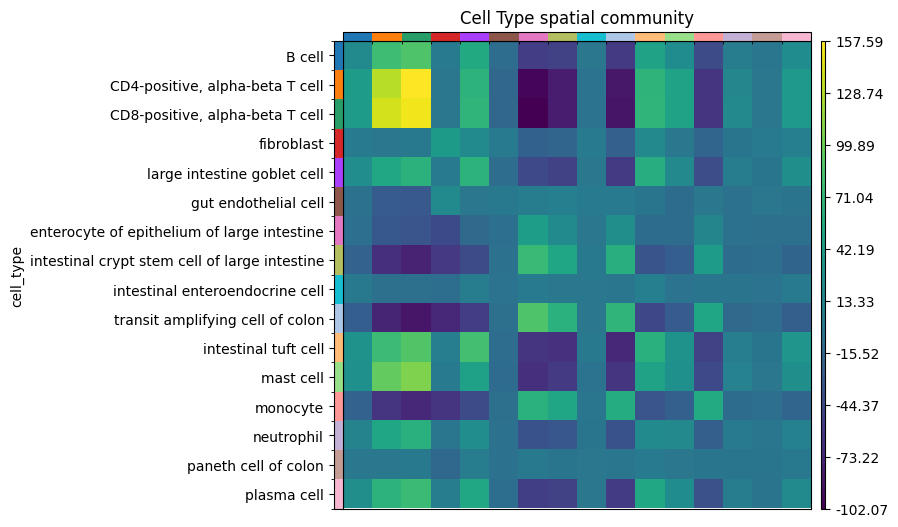 Cell Type spatial community
cell_type
B cell
CD4-positive, alpha-beta T cell
CD8-positive, alpha-beta T cell
fibroblast
large intestine goblet cell
gut endothelial cell
enterocyte of epithelium of large intestine
intestinal crypt stem cell of large intestine
intestinal enteroendocrine cell
transit amplifying cell of colon
intestinal tuft cell
mast cell
monocyte
neutrophil
paneth cell of colon
plasma cell
157.59
128.74
99.89
71.04
42.19
13.33
-15.52
-44.37
-73.22
-102.07